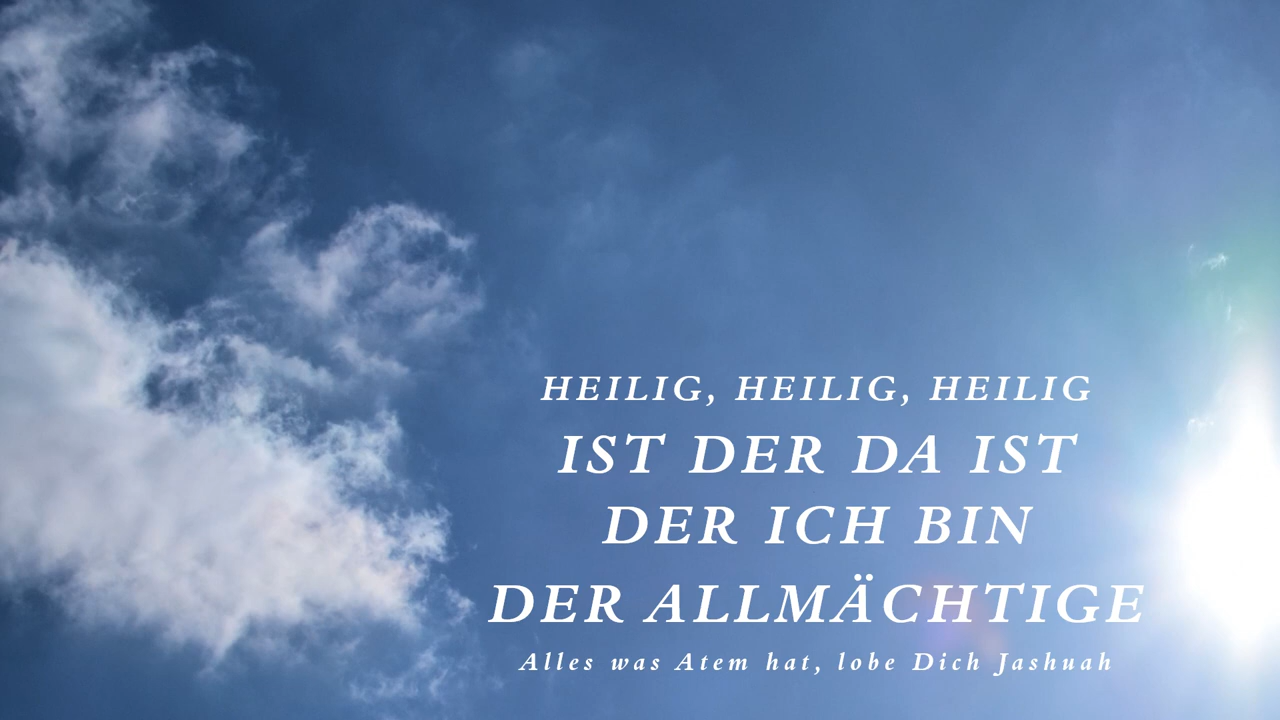 HEILIG, HEILIG, HEILIG
IST DER DA IST
DER ICH BIN
DER ALLMÄCHTIGE
Alles was Atem hat, lobe Dich Jashuah